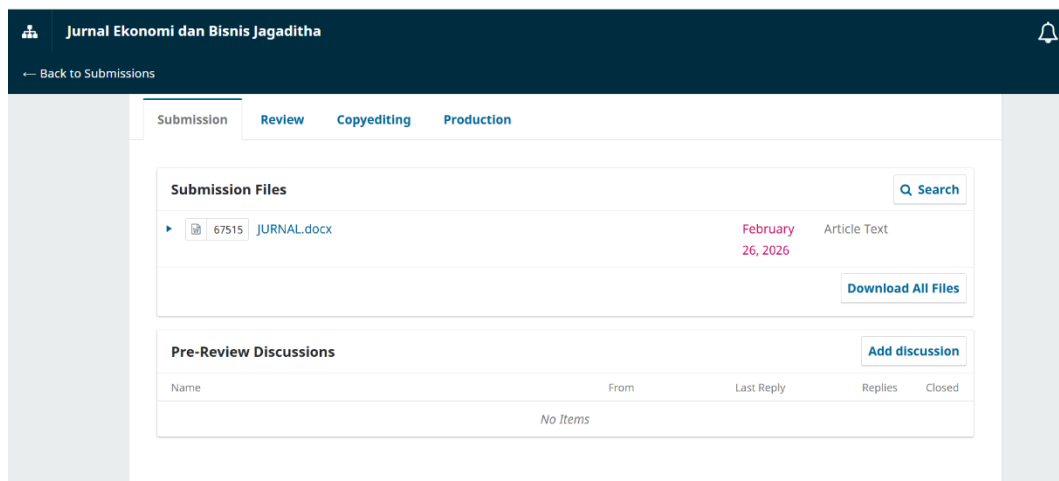 Jurnal Ekonomi dan Bisnis Jagaditha
← Back to Submissions
Submission Review Copyediting Production
Submission Files
Search
67515 JURNAL.docx February 26, 2026 Article Text
Download All Files
Pre-Review Discussions
Add discussion
Name From Last Reply Replies Closed
No Items